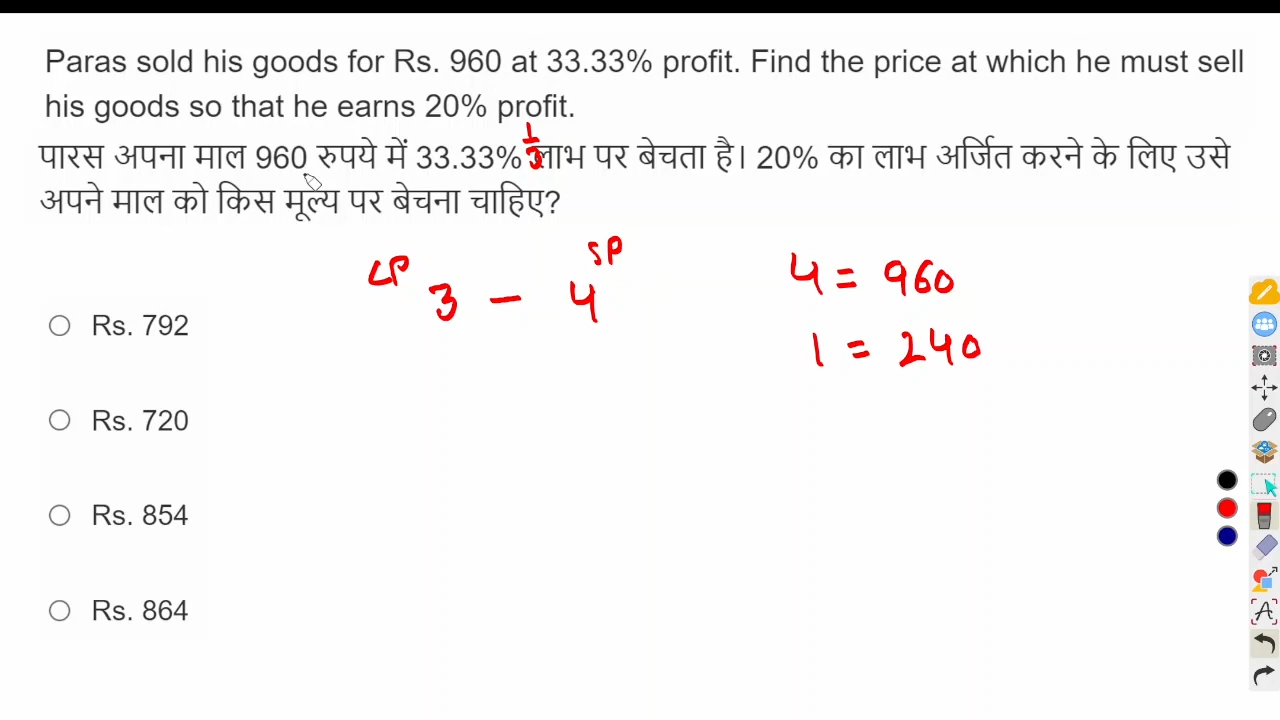 Paras sold his goods for Rs. 960 at 33.33% profit. Find the price at which he must sell
his goods so that he earns 20% profit.
पारस अपना माल 960 रुपये में 33.33% लाभ पर बेचता है। 20% का लाभ अर्जित करने के लिए उसे
1/3
अपने माल को किस मूल्य पर बेचना चाहिए?
CP 3 - 4 SP
4 = 960
1 = 240
Rs. 792
Rs. 720
Rs. 854
Rs. 864